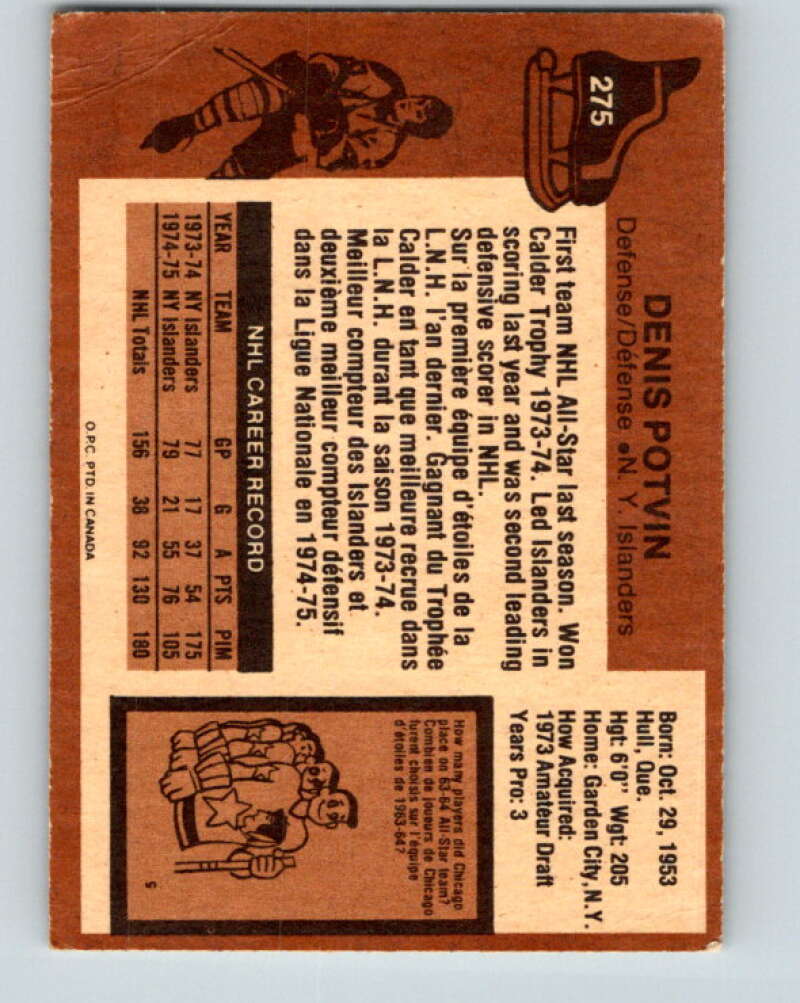 275
DENIS POTVIN
Defense/Défense ● N. Y. Islanders
First team NHL All-Star last season. Won
Calder Trophy 1973-74. Led Islanders in
scoring last year and was second leading
defensive scorer in NHL.
Sur la première équipe d'étoiles de la
L.N.H. l'an dernier. Gagnant du Trophée
Calder en tant que meilleure recrue dans
la L.N.H. durant la saison 1973-74.
Meilleur compteur des Islanders et
deuxième meilleur compteur défensif
dans la Ligue Nationale en 1974-75.
NHL CAREER RECORD
YEAR TEAM GP G A PTS PIM
1973-74 NY Islanders 77 17 37 54 175
1974-75 NY Islanders 79 21 55 76 105
NHL Totals 156 38 92 130 180
O.P.C. PTD. IN CANADA
Born: Oct. 29, 1953
Hull, Que.
Hgt: 6'0" Wgt: 205
Home: Garden City, N.Y.
How Acquired:
1973 Amateur Draft
Years Pro: 3
How many players did Chicago
place on 63-64 All-Star team?
Combien de joueurs de Chicago
furent choisis sur l'équipe
d'étoiles de 1963-64?
5